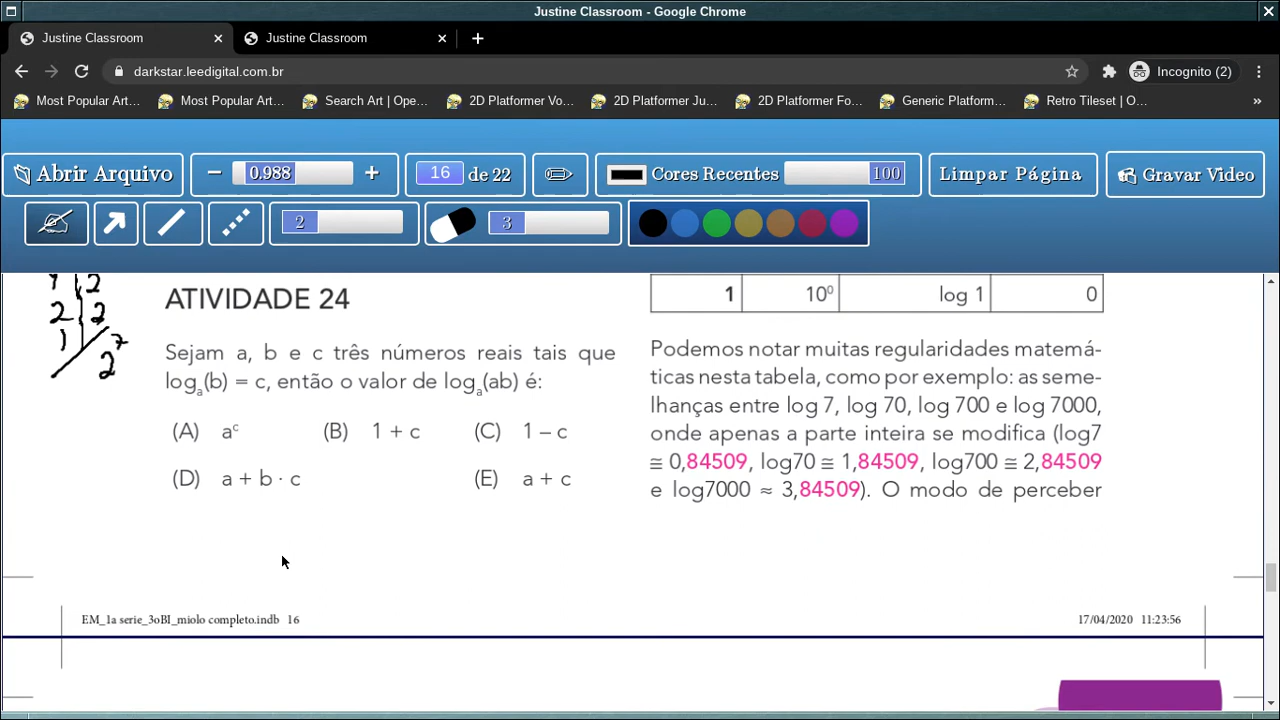 Justine Classroom - Google Chrome
Justine Classroom
Justine Classroom
darkstar.leedigital.com.br
Incognito (2)
Most Popular Art...
Most Popular Art...
Search Art | Ope...
2D Platformer Vo...
2D Platformer Ju...
2D Platformer Fo...
Generic Platform...
Retro Tileset | O...
Abrir Arquivo
− 0,988 +
16 de 22
Cores Recentes 100
Limpar Página
Gravar Video
2
3
2
2 2
1
2⁷
ATIVIDADE 24
Sejam a, b e c três números reais tais que
logₐ(b) = c, então o valor de logₐ(ab) é:
(A) aᶜ (B) 1 + c (C) 1 – c
(D) a + b · c (E) a + c
1 10⁰ log 1 0
Podemos notar muitas regularidades matemá-
ticas nesta tabela, como por exemplo: as seme-
lhanças entre log 7, log 70, log 700 e log 7000,
onde apenas a parte inteira se modifica (log7
≅ 0,84509, log70 ≅ 1,84509, log700 ≅ 2,84509
e log7000 ≈ 3,84509). O modo de perceber
EM_1a serie_3oBI_miolo completo.indb 16
17/04/2020 11:23:56